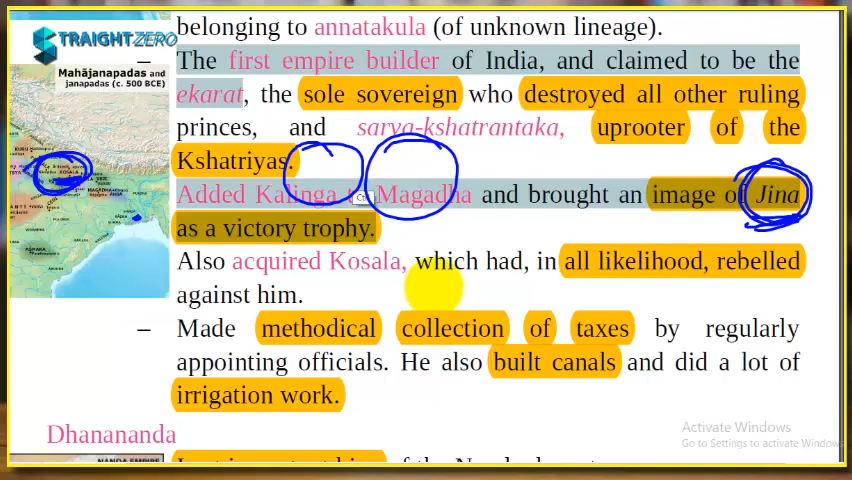 belonging to annatakula (of unknown lineage).
STRAIGHTZERO
– The first empire builder of India, and claimed to be the
Mahājanapadas and
janapadas (c. 500 BCE)
ekarat, the sole sovereign who destroyed all other ruling
princes, and sarva-kshatrantaka, uprooter of the
Kshatriyas.
KOSALA
Added Kalinga to Magadha and brought an image of Jina
as a victory trophy.
Also acquired Kosala, which had, in all likelihood, rebelled
against him.
– Made methodical collection of taxes by regularly
appointing officials. He also built canals and did a lot of
irrigation work.
Activate Windows
Go to Settings to activate Windows.
Dhanananda
NANDA EMPIRE